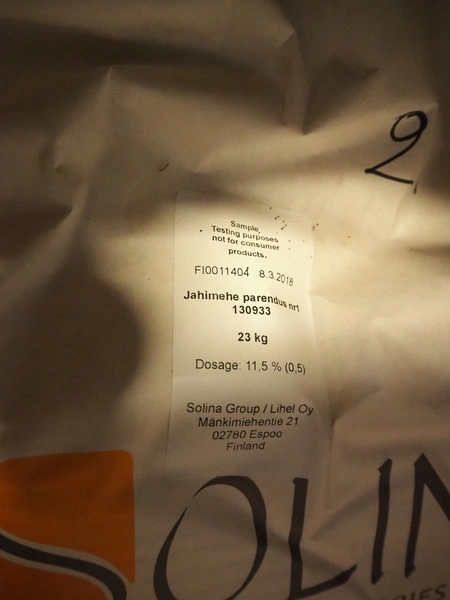 2.
Sample,
Testing purposes
not for consumer
products.
FI0011404 8.3.2018
Jahimehe parendus nr1
130933
23 kg
Dosage: 11,5 % (0,5)
Solina Group / Lihel Oy
Mänkimiehentie 21
02780 Espoo
Finland
OLIN